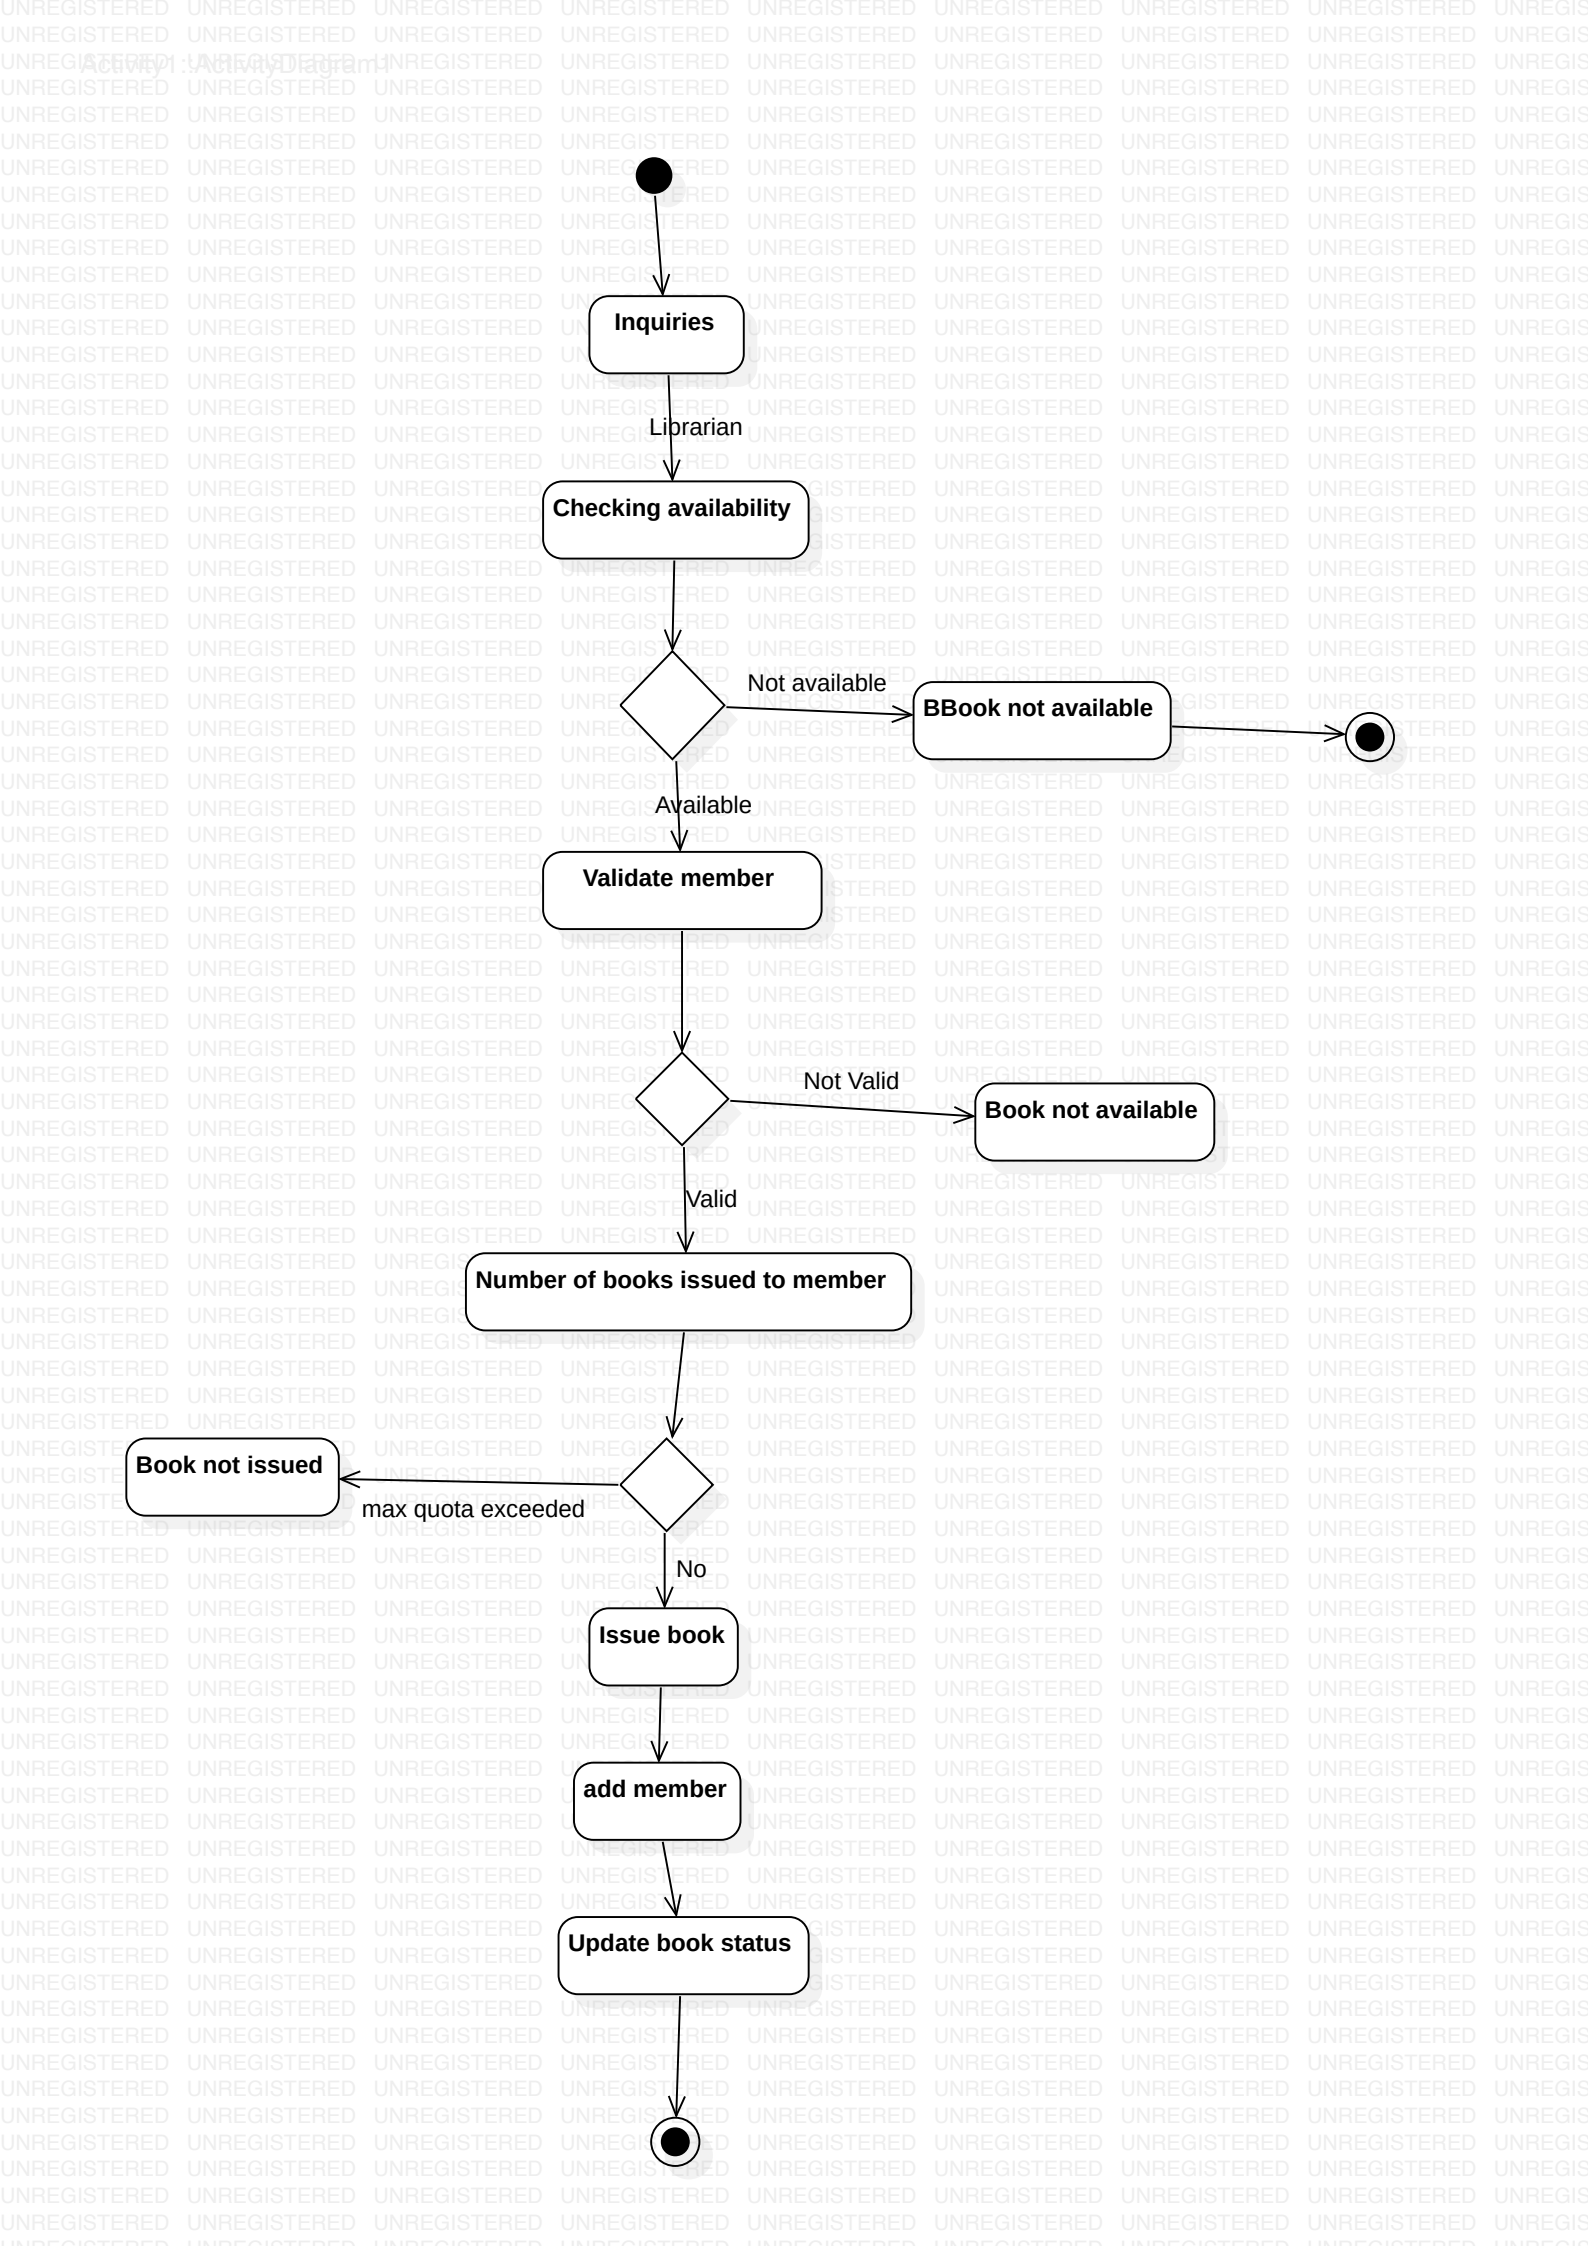 Activity1::ActivityDiagram1
Inquiries
Librarian
Checking availability
Not available
BBook not available
Available
Validate member
Not Valid
Book not available
Valid
Number of books issued to member
Book not issued
max quota exceeded
No
Issue book
add member
Update book status
UNREGISTERED